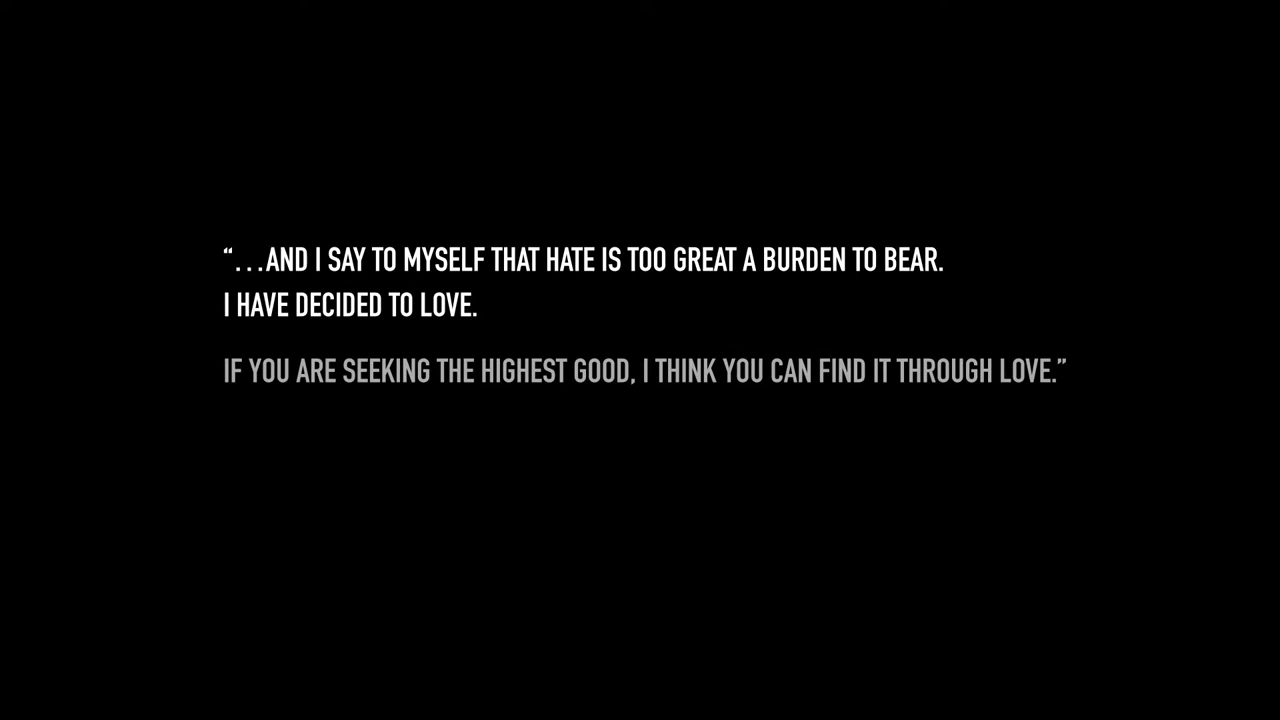 “...AND I SAY TO MYSELF THAT HATE IS TOO GREAT A BURDEN TO BEAR.
I HAVE DECIDED TO LOVE.
IF YOU ARE SEEKING THE HIGHEST GOOD, I THINK YOU CAN FIND IT THROUGH LOVE.”